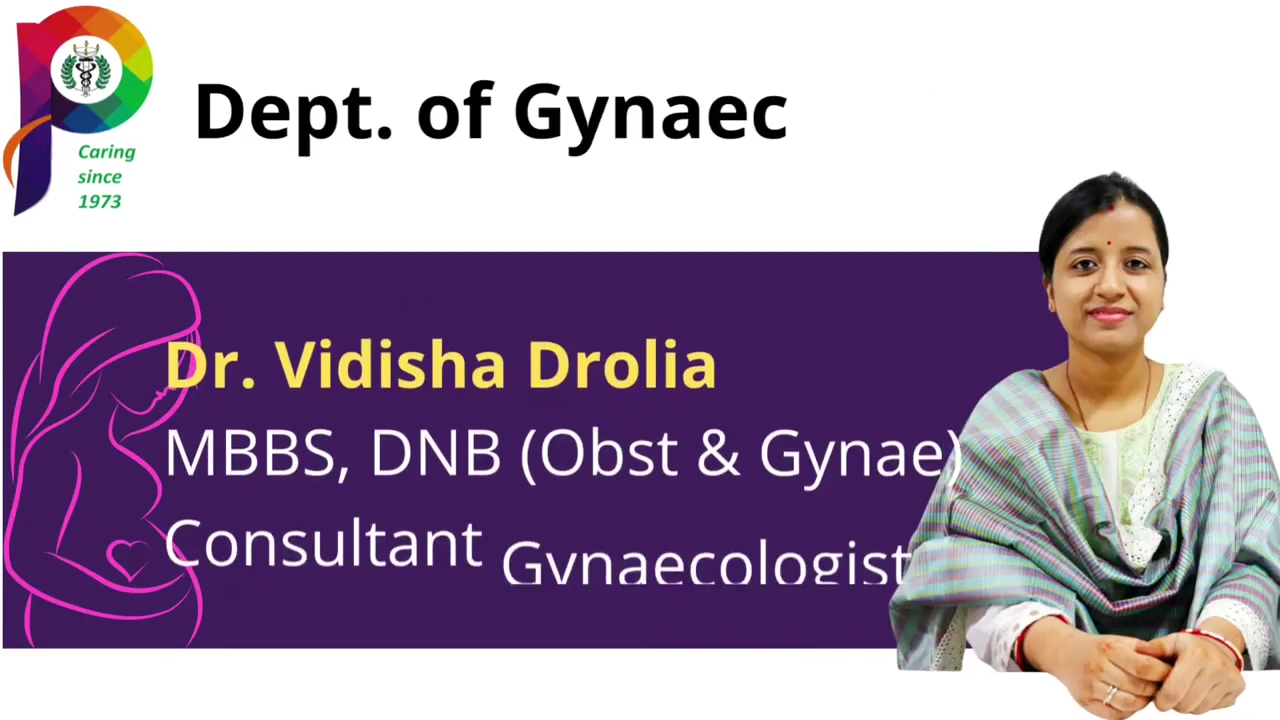 Caring
since
1973
Dept. of Gynaec
Dr. Vidisha Drolia
MBBS, DNB (Obst & Gynae)
Consultant Gynaecologist